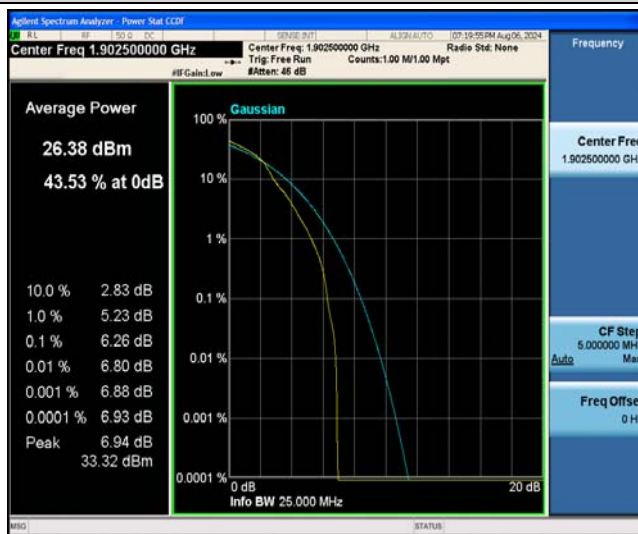 Agilent Spectrum Analyzer - Power Stat CCDF
RL RF 50 Ω DC SENSE:INT ALIGN AUTO 07:19:55 PM Aug 06, 2024
Center Freq 1.902500000 GHz
Center Freq: 1.902500000 GHz Radio Std: None
Trig: Free Run Counts:1.00 M/1.00 Mpt
#IFGain:Low #Atten: 46 dB
Frequency
Average Power
26.38 dBm
43.53 % at 0dB
10.0 % 2.83 dB
1.0 % 5.23 dB
0.1 % 6.26 dB
0.01 % 6.80 dB
0.001 % 6.88 dB
0.0001 % 6.93 dB
Peak 6.94 dB
33.32 dBm
Gaussian
100 %
10 %
1 %
0.1 %
0.01 %
0.001 %
0.0001 %
0 dB 20 dB
Info BW 25.000 MHz
Center Fre
1.902500000 GH
CF Step
5.000000 MH
Auto Ma
Freq Offse
0 H
MSG STATUS